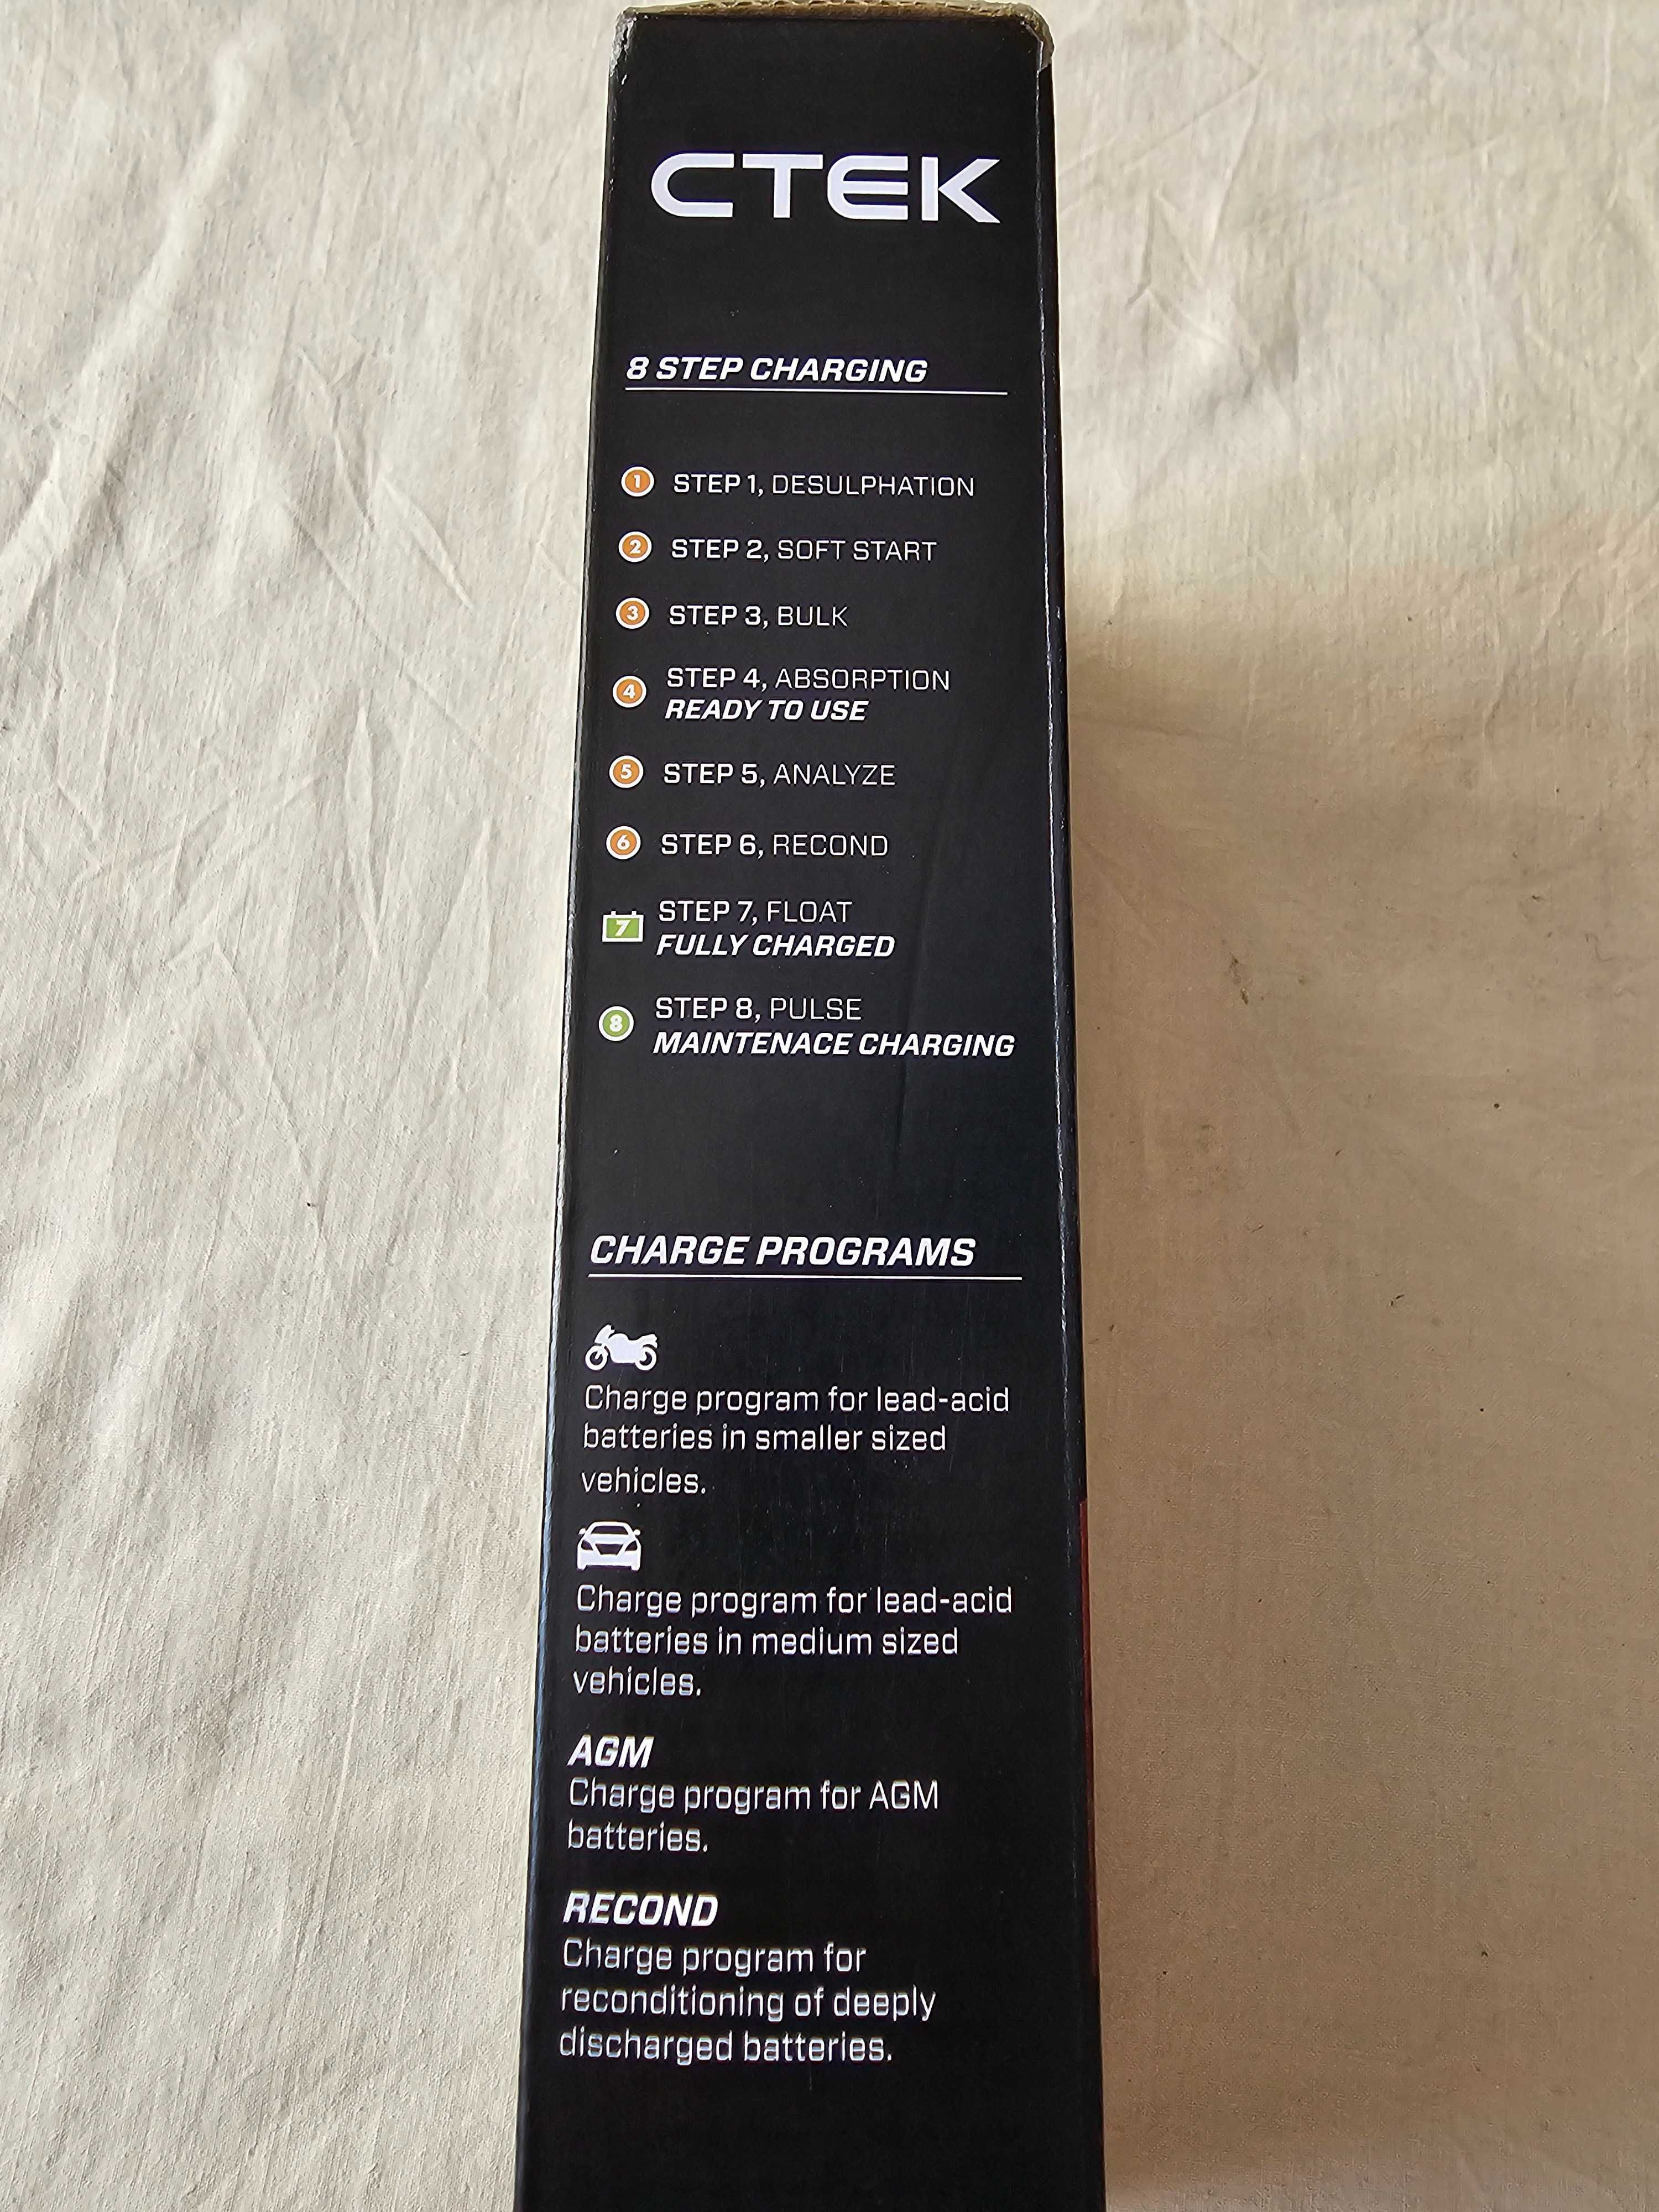 CTEK
8 STEP CHARGING
1 STEP 1, DESULPHATION
2 STEP 2, SOFT START
3 STEP 3, BULK
4 STEP 4, ABSORPTION
READY TO USE
5 STEP 5, ANALYZE
6 STEP 6, RECOND
7 STEP 7, FLOAT
FULLY CHARGED
8 STEP 8, PULSE
MAINTENACE CHARGING
CHARGE PROGRAMS
Charge program for lead-acid
batteries in smaller sized
vehicles.
Charge program for lead-acid
batteries in medium sized
vehicles.
AGM
Charge program for AGM
batteries.
RECOND
Charge program for
reconditioning of deeply
discharged batteries.